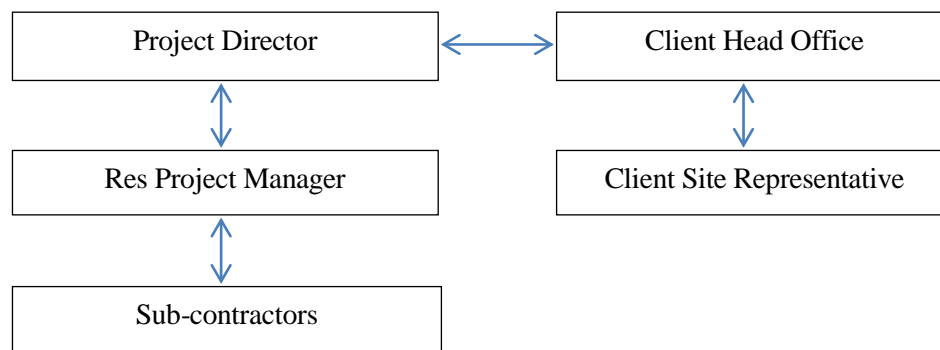 Project Director
Client Head Office
Res Project Manager
Client Site Representative
Sub-contractors